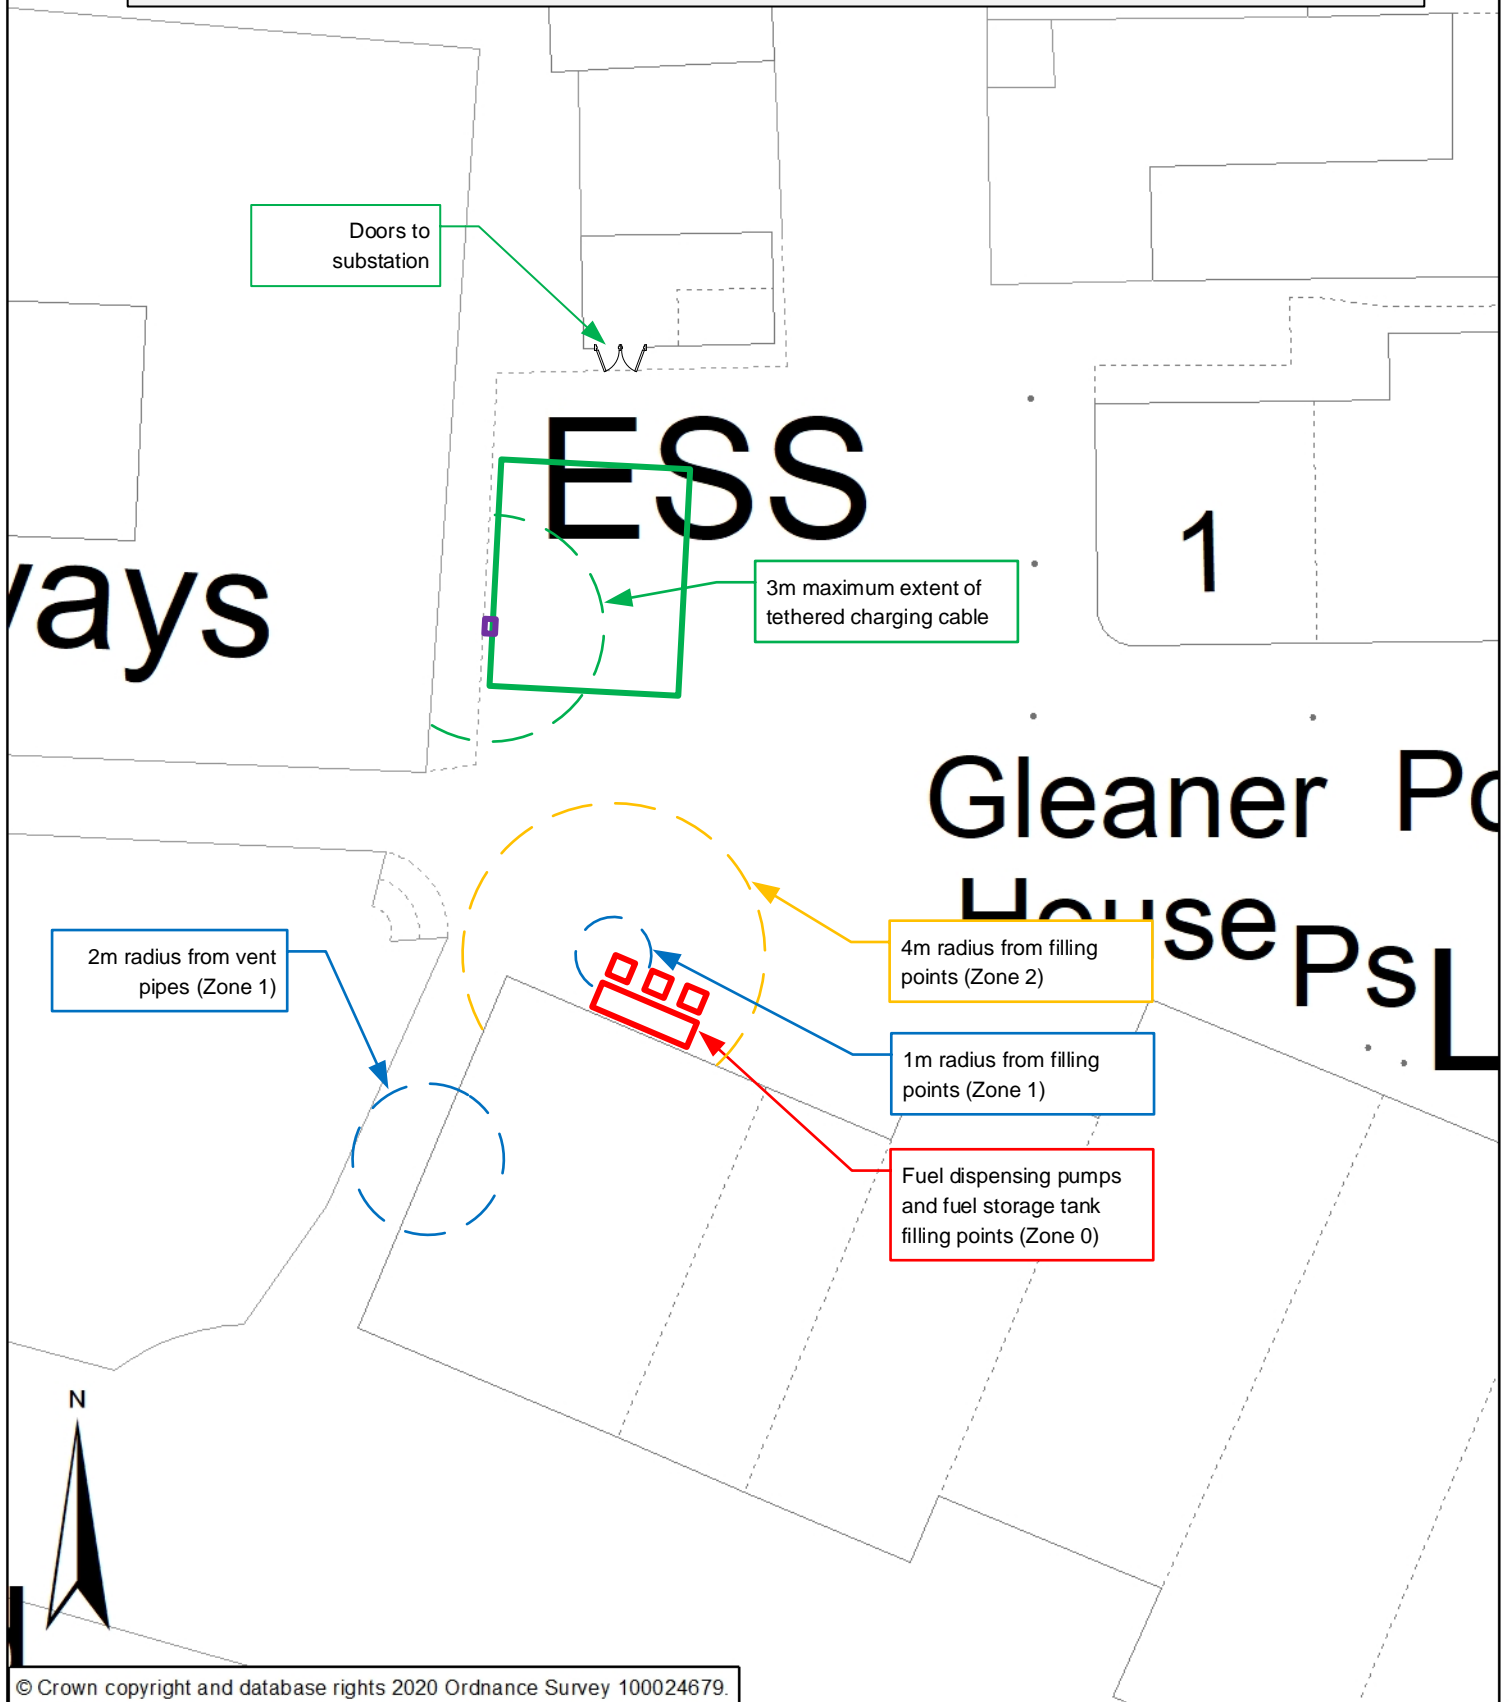 Doors to
substation
ESS
1
ways
3m maximum extent of
tethered charging cable
Gleaner
House
Ps
L
2m radius from vent
pipes (Zone 1)
4m radius from filling
points (Zone 2)
1m radius from filling
points (Zone 1)
Fuel dispensing pumps
and fuel storage tank
filling points (Zone 0)
N
© Crown copyright and database rights 2020 Ordnance Survey 100024679.